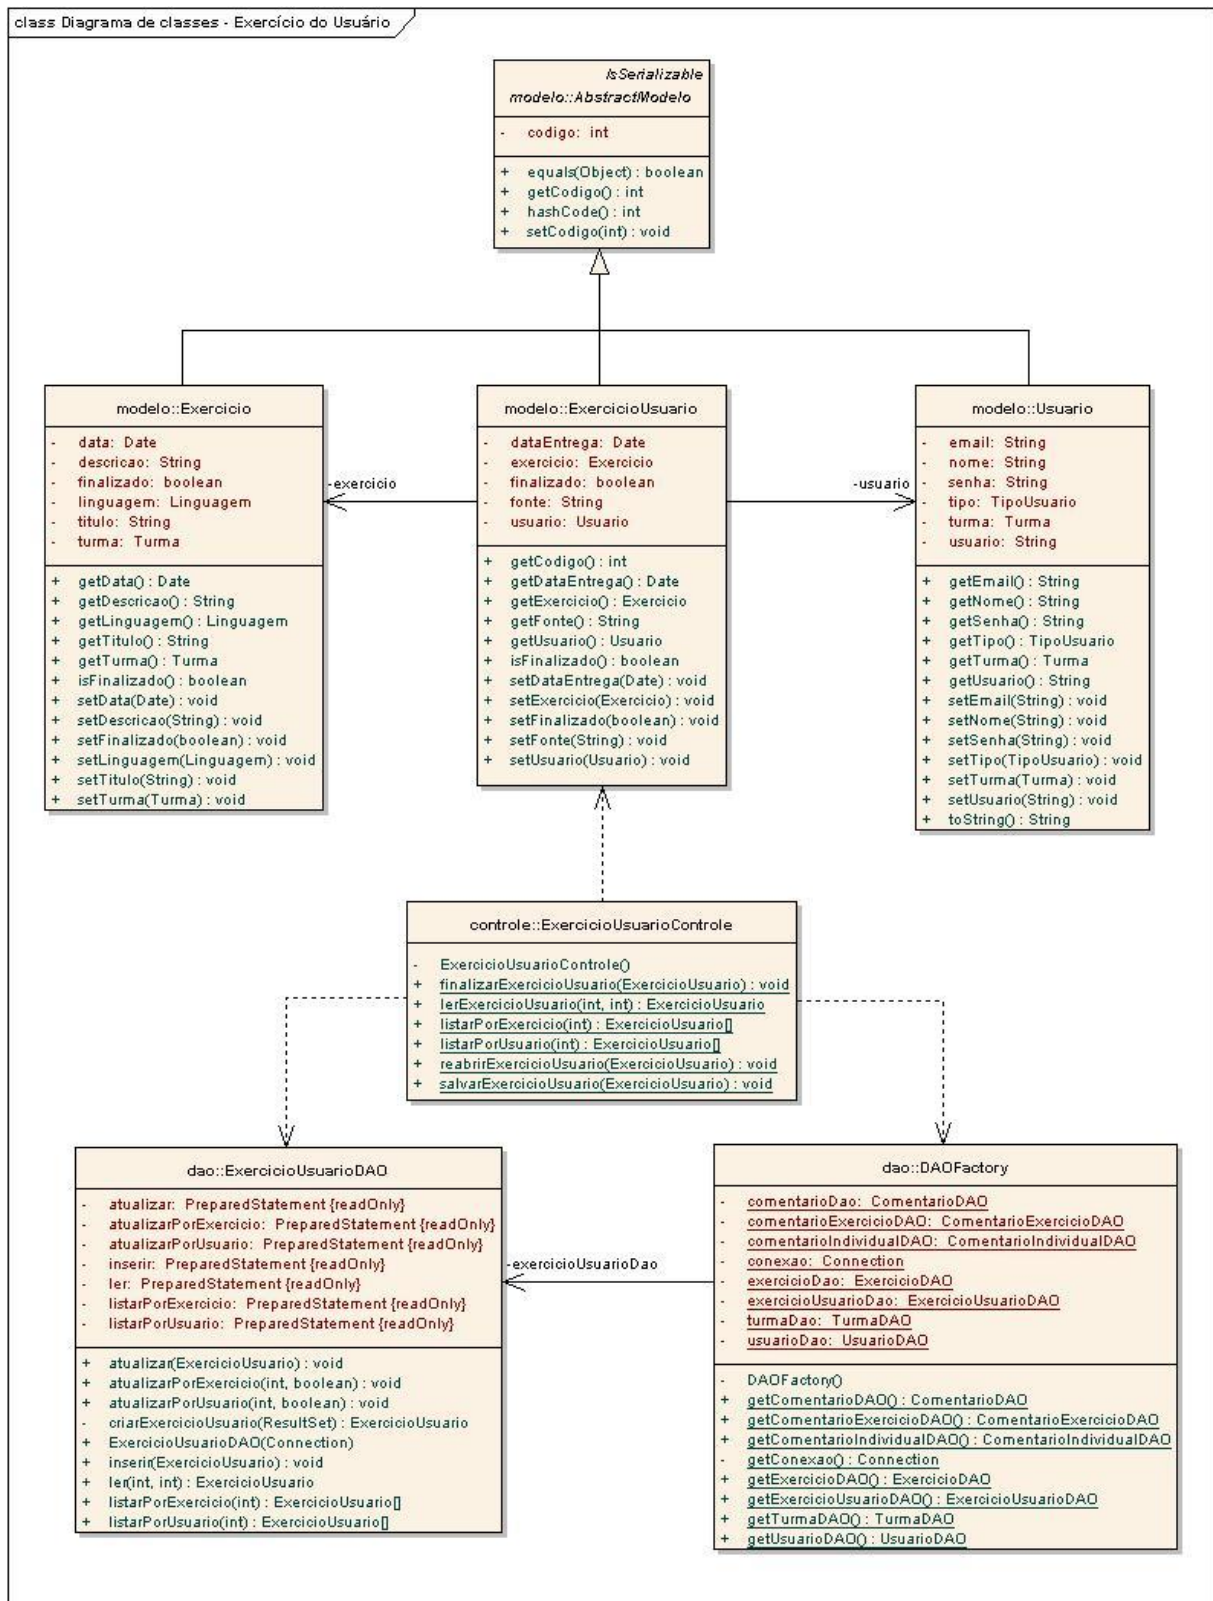 class Diagrama de classes - Exercício do Usuário
IsSerializable
modelo::AbstractModelo
- codigo: int
+ equals(Object) : boolean
+ getCodigo() : int
+ hashCode() : int
+ setCodigo(int) : void
modelo::Exercicio
- data: Date
- descricao: String
- finalizado: boolean
- linguagem: Linguagem
- titulo: String
- turma: Turma
+ getData() : Date
+ getDescricao() : String
+ getLinguagem() : Linguagem
+ getTitulo() : String
+ getTurma() : Turma
+ isFinalizado() : boolean
+ setData(Date) : void
+ setDescricao(String) : void
+ setFinalizado(boolean) : void
+ setLinguagem(Linguagem) : void
+ setTitulo(String) : void
+ setTurma(Turma) : void
-exercicio
modelo::ExercicioUsuario
- dataEntrega: Date
- exercicio: Exercicio
- finalizado: boolean
- fonte: String
- usuario: Usuario
+ getCodigo() : int
+ getDataEntrega() : Date
+ getExercicio() : Exercicio
+ getFonte() : String
+ getUsuario() : Usuario
+ isFinalizado() : boolean
+ setDataEntrega(Date) : void
+ setExercicio(Exercicio) : void
+ setFinalizado(boolean) : void
+ setFonte(String) : void
+ setUsuario(Usuario) : void
-usuario
modelo::Usuario
- email: String
- nome: String
- senha: String
- tipo: TipoUsuario
- turma: Turma
- usuario: String
+ getEmail() : String
+ getNome() : String
+ getSenha() : String
+ getTipo() : TipoUsuario
+ getTurma() : Turma
+ getUsuario() : String
+ setEmail(String) : void
+ setNome(String) : void
+ setSenha(String) : void
+ setTipo(TipoUsuario) : void
+ setTurma(Turma) : void
+ setUsuario(String) : void
+ toString() : String
controle::ExercicioUsuarioControle
- ExercicioUsuarioControle()
+ finalizarExercicioUsuario(ExercicioUsuario) : void
+ lerExercicioUsuario(int, int) : ExercicioUsuario
+ listarPorExercicio(int) : ExercicioUsuario[]
+ listarPorUsuario(int) : ExercicioUsuario[]
+ reabrirExercicioUsuario(ExercicioUsuario) : void
+ salvarExercicioUsuario(ExercicioUsuario) : void
dao::ExercicioUsuarioDAO
- atualizar: PreparedStatement {readOnly}
- atualizarPorExercicio: PreparedStatement {readOnly}
- atualizarPorUsuario: PreparedStatement {readOnly}
- inserir: PreparedStatement {readOnly}
- ler: PreparedStatement {readOnly}
- listarPorExercicio: PreparedStatement {readOnly}
- listarPorUsuario: PreparedStatement {readOnly}
+ atualizar(ExercicioUsuario) : void
+ atualizarPorExercicio(int, boolean) : void
+ atualizarPorUsuario(int, boolean) : void
- criarExercicioUsuario(ResultSet) : ExercicioUsuario
+ ExercicioUsuarioDAO(Connection)
+ inserir(ExercicioUsuario) : void
+ ler(int, int) : ExercicioUsuario
+ listarPorExercicio(int) : ExercicioUsuario[]
+ listarPorUsuario(int) : ExercicioUsuario[]
-exercicioUsuarioDao
dao::DAOFactory
- comentarioDao: ComentarioDAO
- comentarioExercicioDAO: ComentarioExercicioDAO
- comentarioIndividualDAO: ComentarioIndividualDAO
- conexao: Connection
- exercicioDao: ExercicioDAO
- exercicioUsuarioDao: ExercicioUsuarioDAO
- turmaDao: TurmaDAO
- usuarioDao: UsuarioDAO
- DAOFactory()
+ getComentarioDAO() : ComentarioDAO
+ getComentarioExercicioDAO() : ComentarioExercicioDAO
+ getComentarioIndividualDAO() : ComentarioIndividualDAO
- getConexao() : Connection
+ getExercicioDAO() : ExercicioDAO
+ getExercicioUsuarioDAO() : ExercicioUsuarioDAO
+ getTurmaDAO() : TurmaDAO
+ getUsuarioDAO() : UsuarioDAO